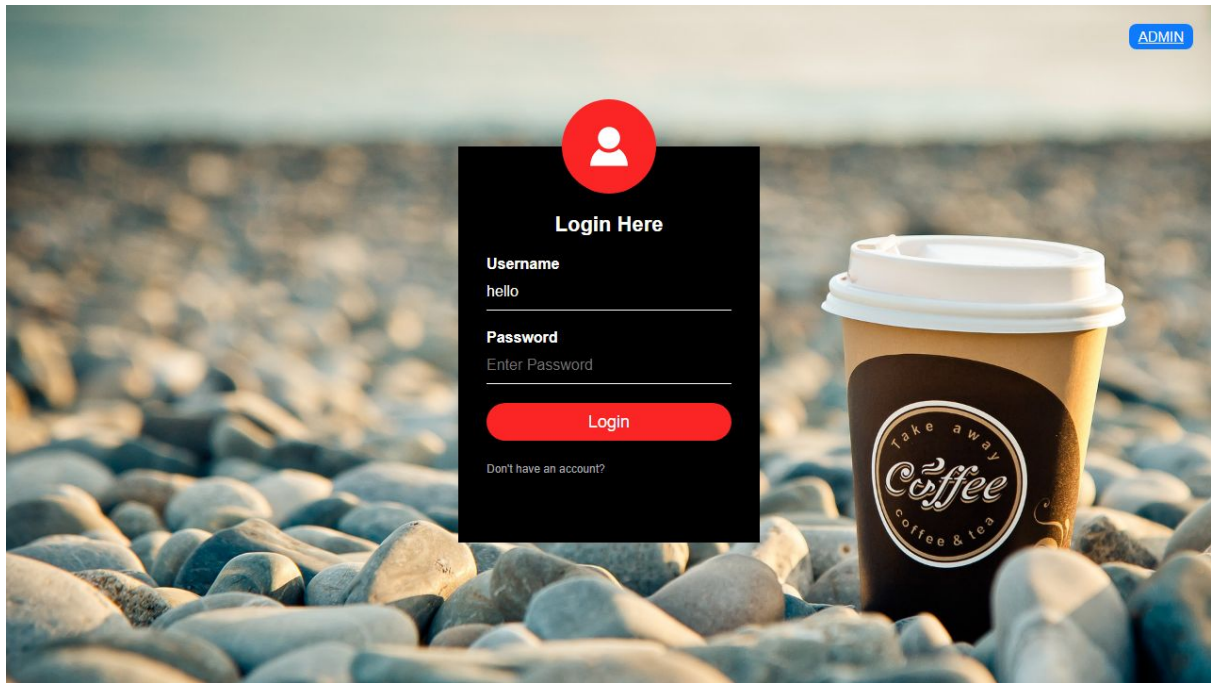 ADMIN
Login Here
Username
hello
Password
Enter Password
Login
Don't have an account?
Take away
Coffee
coffee & tea